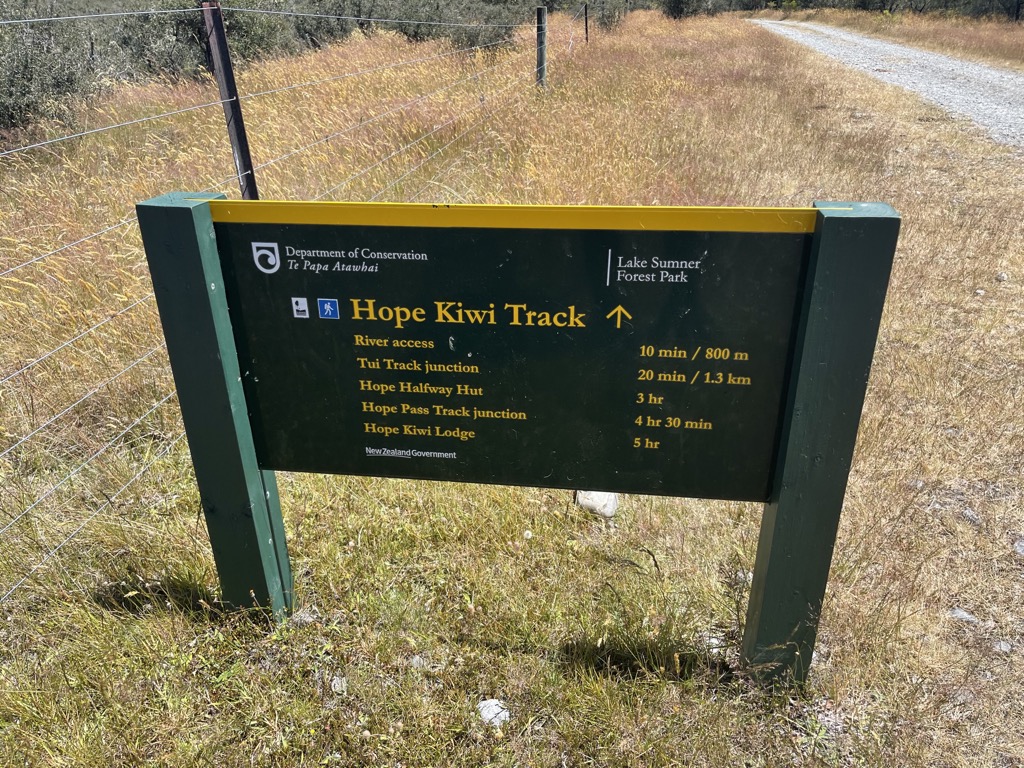 Department of Conservation
Te Papa Atawhai
Lake Sumner
Forest Park
Hope Kiwi Track ↑
River access 10 min / 800 m
Tui Track junction 20 min / 1.3 km
Hope Halfway Hut 3 hr
Hope Pass Track junction 4 hr 30 min
Hope Kiwi Lodge 5 hr
New Zealand Government